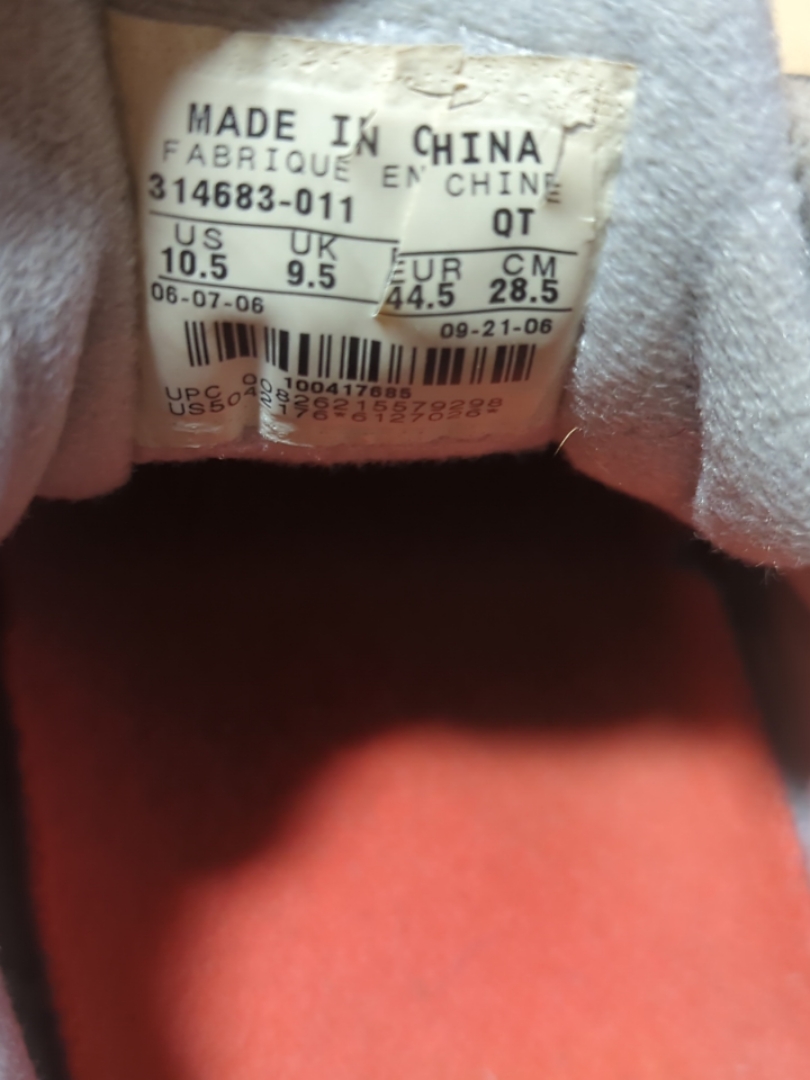 MADE IN CHINA
FABRIQUE EN CHINE
314683-011 QT
US UK EUR CM
10.5 9.5 44.5 28.5
06-07-06 09-21-06
100417685
UPC